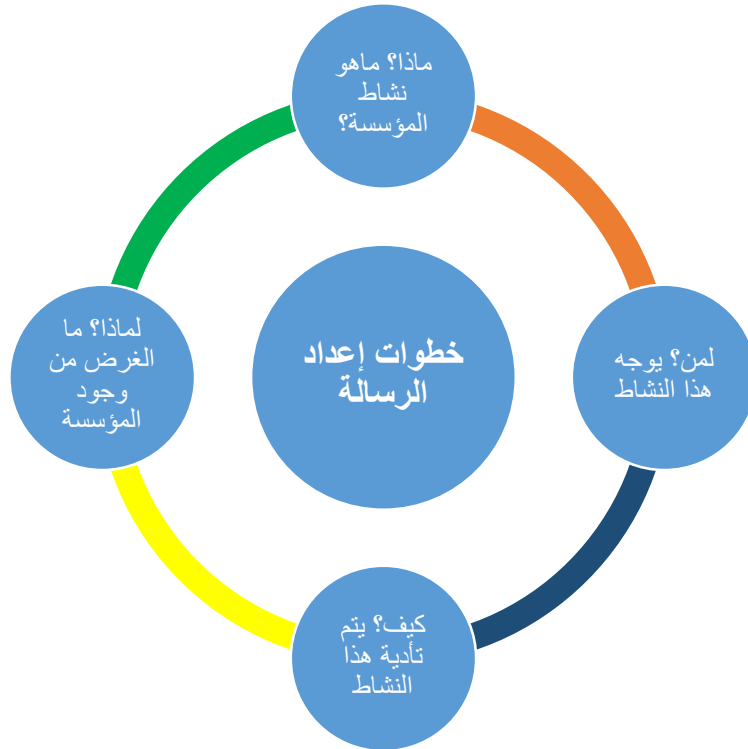 ماذا؟ ماهو
نشاط
المؤسسة؟
لمن؟ يوجه
هذا النشاط
كيف؟ يتم
تأدية هذا
النشاط
لماذا؟ ما
الغرض من
وجود
المؤسسة
خطوات إعداد
الرسالة